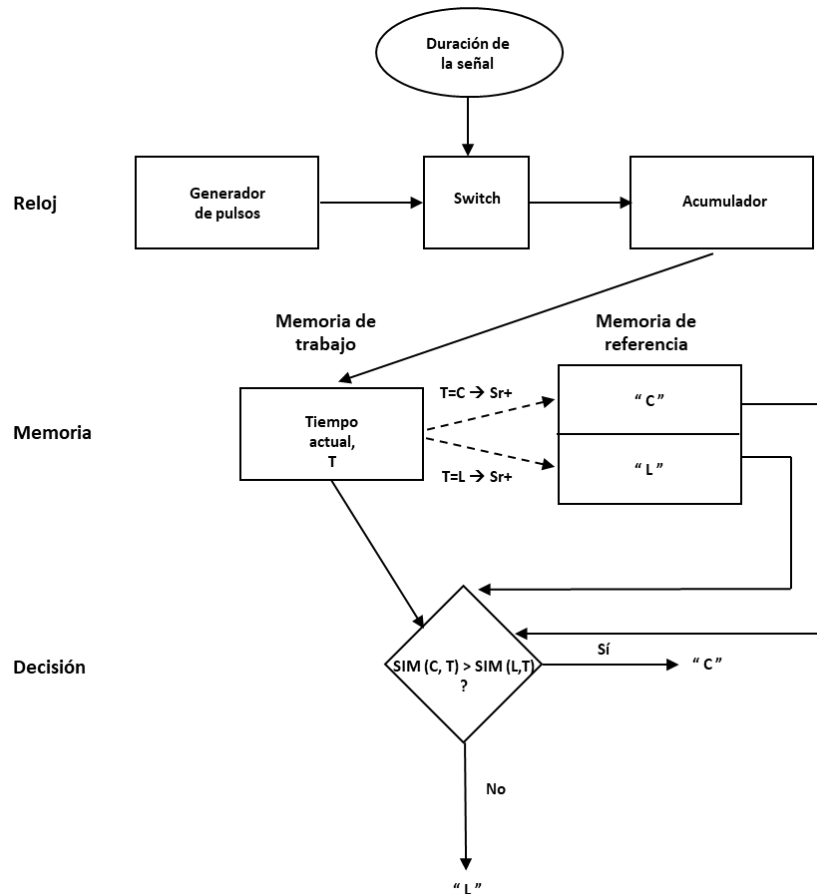 Duración de
la señal
Reloj
Generador
de pulsos
Switch
Acumulador
Memoria de
trabajo
Memoria de
referencia
Memoria
Tiempo
actual,
T
T=C → Sr+
T=L → Sr+
“ C ”
“ L ”
Decisión
SIM (C, T) > SIM (L,T)
?
Sí
“ C ”
No
“ L ”